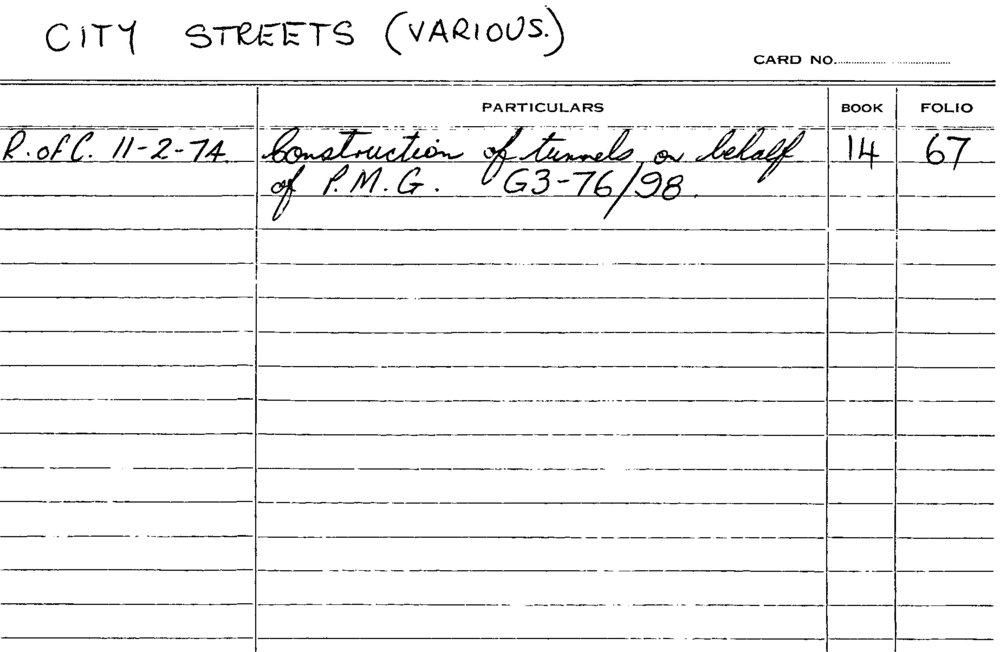 CITY STREETS (VARIOUS.)
CARD NO.
PARTICULARS BOOK FOLIO
R. of C. 11-2-74. Construction of tunnels on behalf 14 67
of P.M.G. G3-76/98.